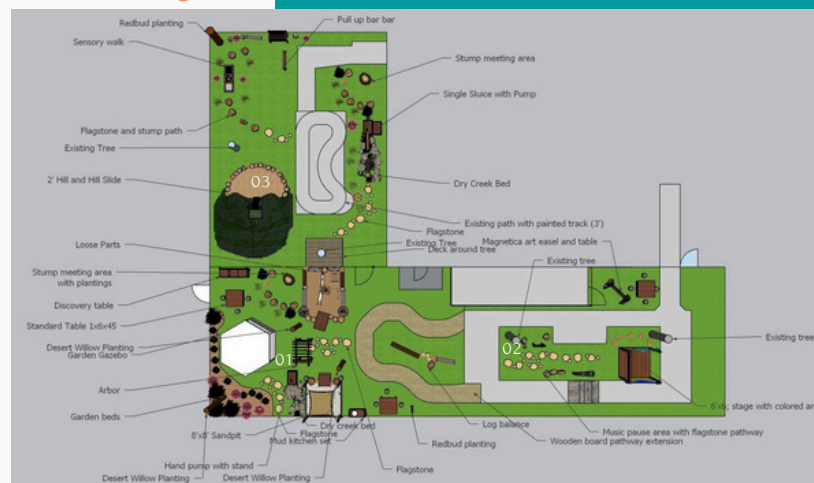 Redbud planting
Pull up bar bar
Sensory walk
Stump meeting area
Single Sluice with Pump
Flagstone and stump path
Existing Tree
03
2' Hill and Hill Slide
Dry Creek Bed
Existing path with painted track (3')
Flagstone
Loose Parts
Existing Tree
Magnetica art easel and table
Deck around tree
Existing tree
Stump meeting area
with plantings
Discovery table
Standard Table 1x6x45
Existing tree
Desert Willow Planting
Garden Gazebo
01
02
Arbor
Garden beds
6'x6; stage with colored
8'x8' Sandpit
Flagstone
Dry creek bed
Mud kitchen set
Log balance
Music pause area with flagstone pathway
Redbud planting
Wooden board pathway extension
Hand pump with stand
Flagstone
Desert Willow Planting
Desert Willow Planting